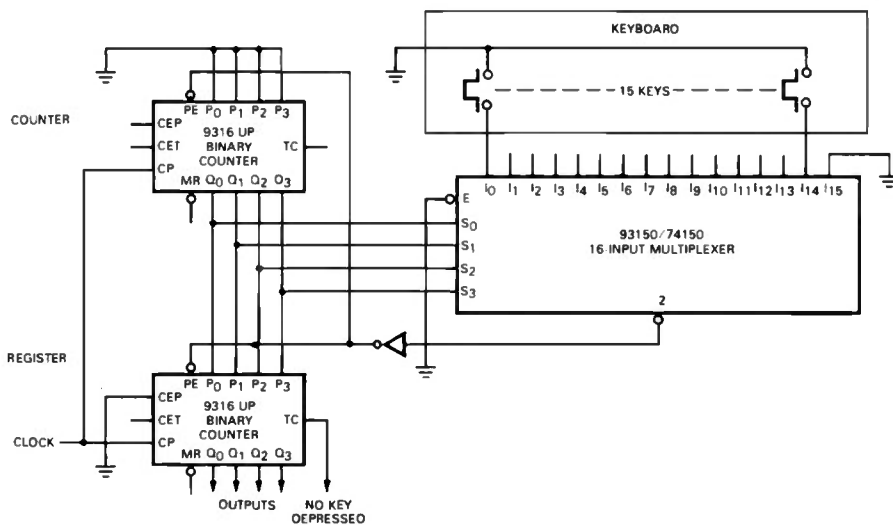 KEYBOARD
15 KEYS
COUNTER
PE P0 P1 P2 P3
CEP
9316 UP
BINARY
COUNTER
CET
TC
CP
MR Q0 Q1 Q2 Q3
I0 I1 I2 I3 I4 I5 I6 I7 I8 I9 I10 I11 I12 I13 I14 I15
E
S0
S1
S2
S3
93150/74150
16-INPUT MULTIPLEXER
2
REGISTER
PE P0 P1 P2 P3
CEP
9316 UP
BINARY
COUNTER
CET
TC
CLOCK
CP
MR Q0 Q1 Q2 Q3
OUTPUTS
NO KEY
DEPRESSED